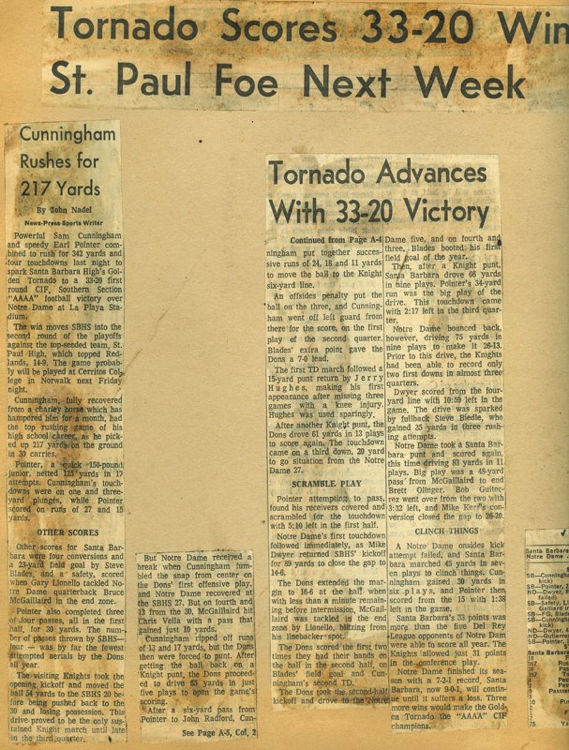 Tornado Scores 33-20 Win
St. Paul Foe Next Week
Cunningham
Rushes for
217 Yards
By John Nadel
News-Press Sports Writer
Powerful Sam Cunningham
and speedy Earl Pointer com-
bined to rush for 342 yards and
four touchdowns last night to
spark Santa Barbara High's Gol-
den Tornado to a 33-20 first
round CIF, Southern Section
"AAAA" football victory over
Notre Dame at La Playa Sta-
dium.
The win moves SBHS into the
second round of the playoffs
against the top-seeded team, St.
Paul High, which topped Red-
lands, 14-9. The game probab-
ly will be played at Cerritos Col-
lege in Norwalk next Friday
night.
Cunningham, fully recovered
from a charley horse which has
hampered him for a month, had
the top rushing game of his
high school career, as he pick-
ed up 217 yards on the ground
in 30 carries.
Pointer, a quick 150-pound
junior, netted 125 yards in 17
attempts. Cunningham's touch-
downs were on one and three-
yard plunges, while Pointer
scored on runs of 27 and 15
yards.
OTHER SCORES
Other scores for Santa Bar-
bara were four conversions and
a 23-yard field goal by Steve
Blades, and a safety, scored
when Gary Lionello tackled No-
tre Dame quarterback Bruce
McGaillaird in the end zone.
Pointer also completed three
of four passes, all in the first
half, for 30 yards. The num-
ber of passes thrown by SBHS—
four — was by far the fewest
attempted aerials by the Dons
all year.
The visiting Knights took the
opening kickoff and moved the
ball 34 yards to the SBHS 20 be-
fore being pushed back to the
30 and losing possession. This
drive proved to be the only sus-
tained Knight march until late
in the third quarter.
But Notre Dame received a
break when Cunningham fum-
bled the snap from center on
the Dons' first offensive play,
and Notre Dame recovered at
the SBHS 27. But on fourth and
13 from the 30, McGaillaird hit
Chris Vella with a pass that
gained just 10 yards.
Cunningham ripped off runs
of 13 and 17 yards, but the Dons
then were forced to punt. After
getting the ball back on a
Knight punt, the Dons proceed-
ed to drive 63 yards in just
five plays to open the game's
scoring.
After a six-yard pass from
Pointer to John Radford, Cun-
See Page A-5, Col. 2
Tornado Advances
With 33-20 Victory
Continued from Page A-4
ningham put together succes-
sive runs of 24, 18 and 11 yards
to move the ball to the Knight
six-yard line.
An offsides penalty put the
ball on the three, and Cunning-
ham went off left guard from
there for the score, on the first
play of the second quarter.
Blades' extra point gave the
Dons a 7-0 lead.
The first TD march followed a
15-yard punt return by Jerry
Hughes, making his first
appearance after missing three
games with a knee injury.
Hughes was used sparingly.
After another Knight punt, the
Dons drove 61 yards in 13 plays
to score again. The touchdown
came on a third down, 20 yard
to go situation from the Notre
Dame 27.
SCRAMBLE PLAY
Pointer attempting to pass,
found his receivers covered and
scrambled for the touchdown
with 5:10 left in the first half.
Notre Dame's first touchdown
followed immediately, as Mike
Dwyer returned SBHS' kickoff
for 89 yards to close the gap to
14-6.
The Dons extended the mar-
gin to 16-6 at the half when
with less than a minute remain-
ing before intermission, McGail-
laird was tackled in the end
zone by Lionello, blitzing from
his linebacker spot.
The Dons scored the first two
times they had their hands on
the ball in the second half, on
Blades' field goal and Cun-
ningham's second TD.
The Dons took the second-half
kickoff and drove to the Notre
Dame five, and on fourth and
three, Blades booted his first
field goal of the year.
Then, after a Knight punt,
Santa Barbara drove 66 yards
in nine plays. Pointer's 34-yard
run was the big play of the
drive. This touchdown came
with 2:17 left in the third quar-
ter.
Notre Dame bounced back,
however, driving 75 yards in
nine plays to make it 26-13.
Prior to this drive, the Knights
had been able to record only
two first downs in almost three
quarters.
Dwyer scored from the four-
yard line with 10:59 left in the
game. The drive was sparked
by fullback Steve Biedle, who
gained 35 yards in three rush-
ing attempts.
Notre Dame took a Santa Bar-
bara punt and scored again,
this time driving 83 yards in 11
plays. Big play was a 46-yard
pass from McGaillaird to end
Brett Olinger. Bob
went over from the two with
3:32 left, and Mike Kerr's con-
version closed the gap to 26-20.
CLINCH THINGS
A Notre Dame onsides kick
attempt failed, and Santa Bar-
bara marched 45 yards in sev-
en plays to clinch things. Cun-
ningham gained 30 yards in
six plays, and Pointer then
scored from the 15 with 1:38
left in the game.
Santa Barbara's 33 points was
more than the five Del Rey
League opponents of Notre Dam
were able to score all year. The
Knights allowed just 31 points
in the conference play.
Notre Dame finished its sea-
son with a 7-2-1 record. Santa
Barbara, now 9-0-1, will contin-
ue until it suffers a loss. Three
more wins would make the Gold-
en Tornado the "AAAA" CIF
champions.
Santa Barbara
Notre Dame